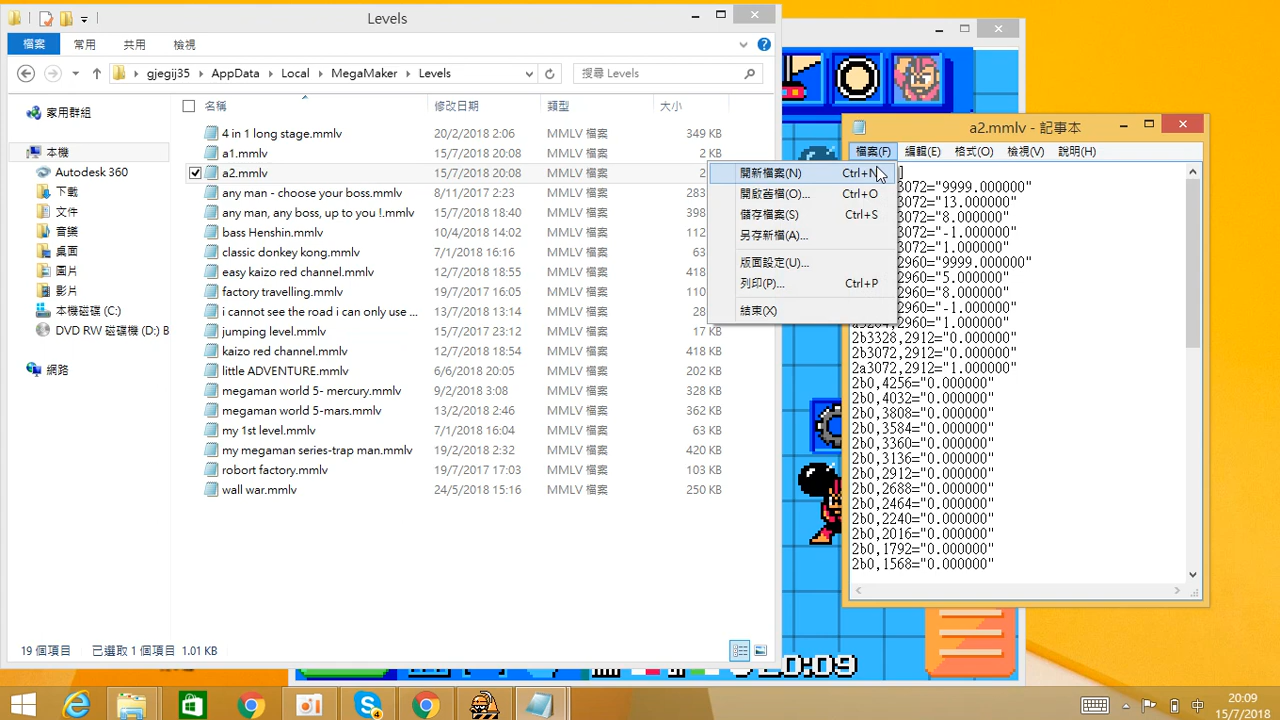 Levels
檔案 常用 共用 檢視
gjegij35 AppData Local MegaMaker Levels
搜尋 Levels
名稱 修改日期 類型 大小
家用群組
本機
Autodesk 360
下載
文件
音樂
桌面
圖片
影片
本機磁碟 (C:)
DVD RW 磁碟機 (D:) B
網路
4 in 1 long stage.mmlv 20/2/2018 2:06 MMLV 檔案 349 KB
a1.mmlv 15/7/2018 20:08 MMLV 檔案 2 KB
a2.mmlv 15/7/2018 20:08 MMLV 檔案 2
any man - choose your boss.mmlv 8/11/2017 2:23 MMLV 檔案 283
any man, any boss, up to you !.mmlv 15/7/2018 18:40 MMLV 檔案 398
bass Henshin.mmlv 10/4/2018 14:02 MMLV 檔案 112
classic donkey kong.mmlv 7/1/2018 16:16 MMLV 檔案 63
easy kaizo red channel.mmlv 12/7/2018 18:55 MMLV 檔案 418
factory travelling.mmlv 19/7/2017 16:05 MMLV 檔案 110
i cannot see the road i can only use ... 13/7/2018 13:14 MMLV 檔案 28
jumping level.mmlv 15/7/2017 23:12 MMLV 檔案 17 KB
kaizo red channel.mmlv 12/7/2018 18:54 MMLV 檔案 418 KB
little ADVENTURE.mmlv 6/6/2018 20:05 MMLV 檔案 202 KB
megaman world 5- mercury.mmlv 9/2/2018 3:08 MMLV 檔案 328 KB
megaman world 5-mars.mmlv 13/2/2018 2:46 MMLV 檔案 362 KB
my 1st level.mmlv 7/1/2018 16:04 MMLV 檔案 63 KB
my megaman series-trap man.mmlv 19/2/2018 2:32 MMLV 檔案 420 KB
robort factory.mmlv 19/7/2017 17:03 MMLV 檔案 103 KB
wall war.mmlv 24/5/2018 15:16 MMLV 檔案 250 KB
19 個項目 已選取 1 個項目 1.01 KB
a2.mmlv - 記事本
檔案(F) 編輯(E) 格式(O) 檢視(V) 說明(H)
開新檔案(N) Ctrl+N
開啟舊檔(O)... Ctrl+O
儲存檔案(S) Ctrl+S
另存新檔(A)...
版面設定(U)...
列印(P)... Ctrl+P
結束(X)
]
3072="9999.000000"
3072="13.000000"
3072="8.000000"
3072="-1.000000"
3072="1.000000"
2960="9999.000000"
2960="5.000000"
2960="8.000000"
2960="-1.000000"
2960="1.000000"
2b3328,2912="0.000000"
2b3072,2912="0.000000"
2a3072,2912="1.000000"
2b0,4256="0.000000"
2b0,4032="0.000000"
2b0,3808="0.000000"
2b0,3584="0.000000"
2b0,3360="0.000000"
2b0,3136="0.000000"
2b0,2912="0.000000"
2b0,2688="0.000000"
2b0,2464="0.000000"
2b0,2240="0.000000"
2b0,2016="0.000000"
2b0,1792="0.000000"
2b0,1568="0.000000"
4
中
20:09
15/7/2018